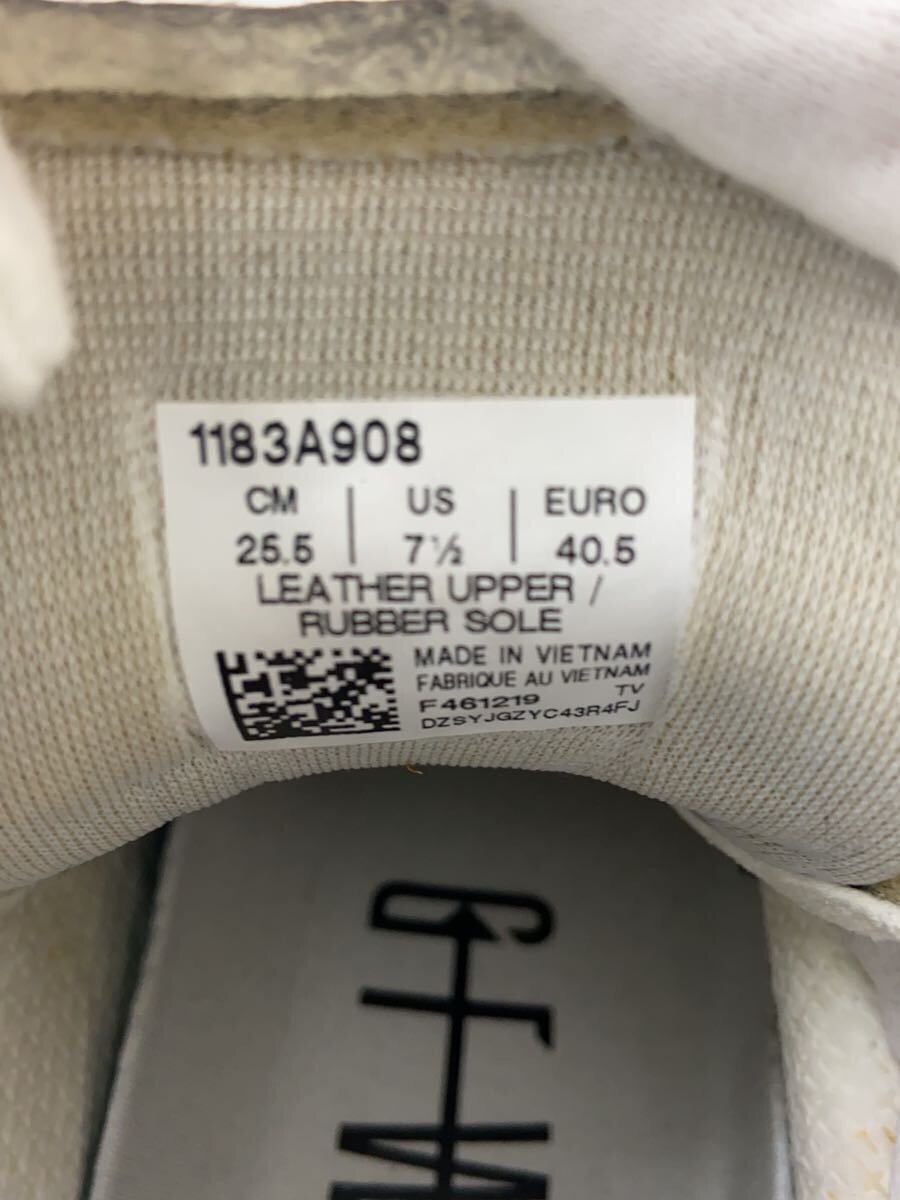 1183A908
CM | US | EURO
25.5 | 7½ | 40.5
LEATHER UPPER /
RUBBER SOLE
MADE IN VIETNAM
FABRIQUE AU VIETNAM
F461219 TV
DZSYJGZYC43R4FJ